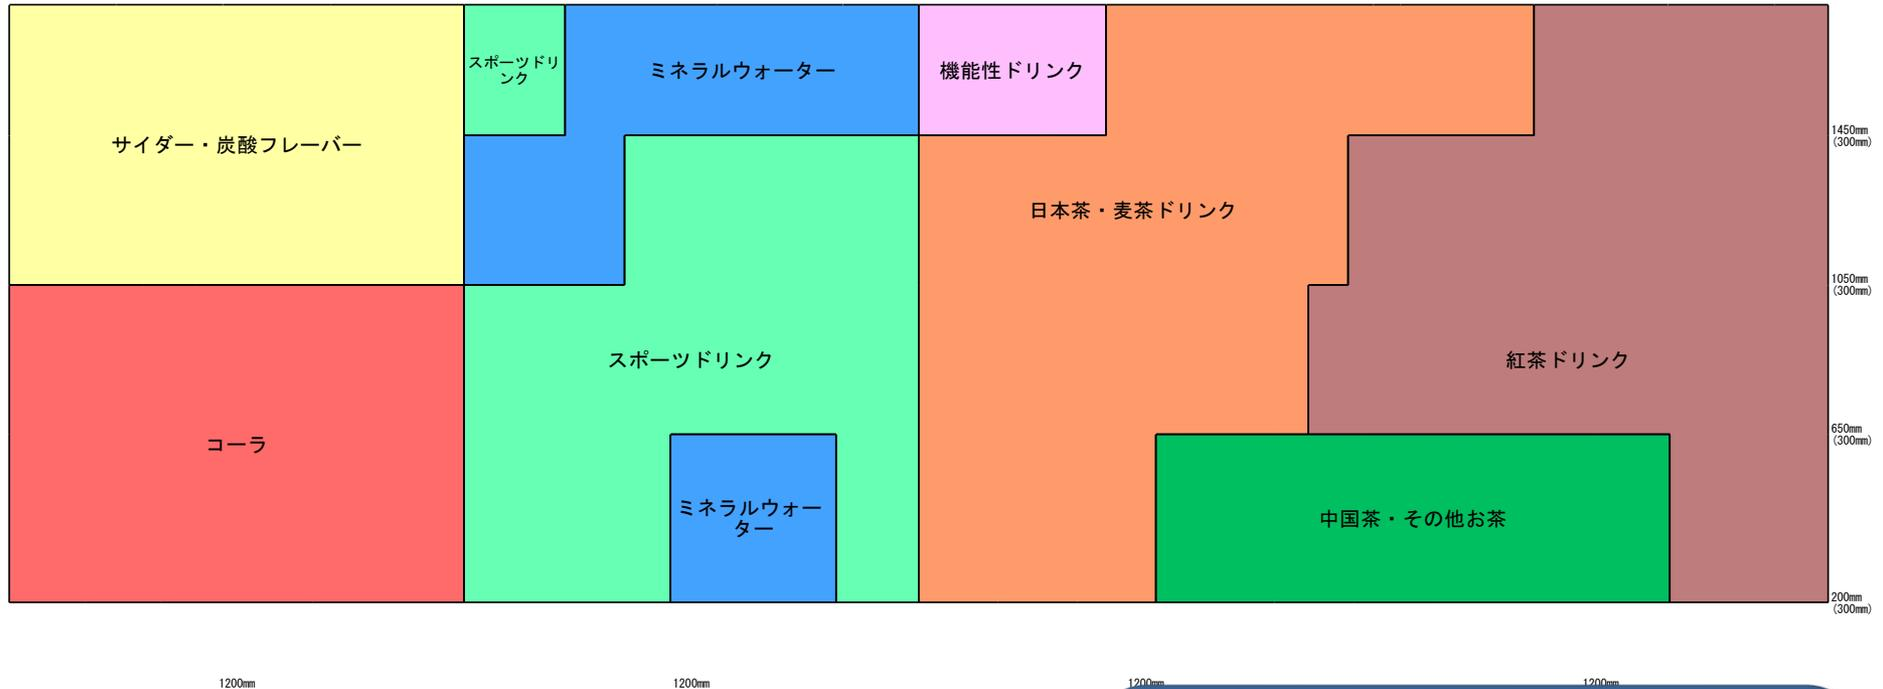 スポーツドリ
ンク
ミネラルウォーター
機能性ドリンク
サイダー・炭酸フレーバー
1450mm
(300mm)
日本茶・麦茶ドリンク
1050mm
(300mm)
スポーツドリンク
紅茶ドリンク
コーラ
650mm
(300mm)
ミネラルウォー
ター
中国茶・その他お茶
200mm
(300mm)
1200mm
1200mm
1200mm
1200mm